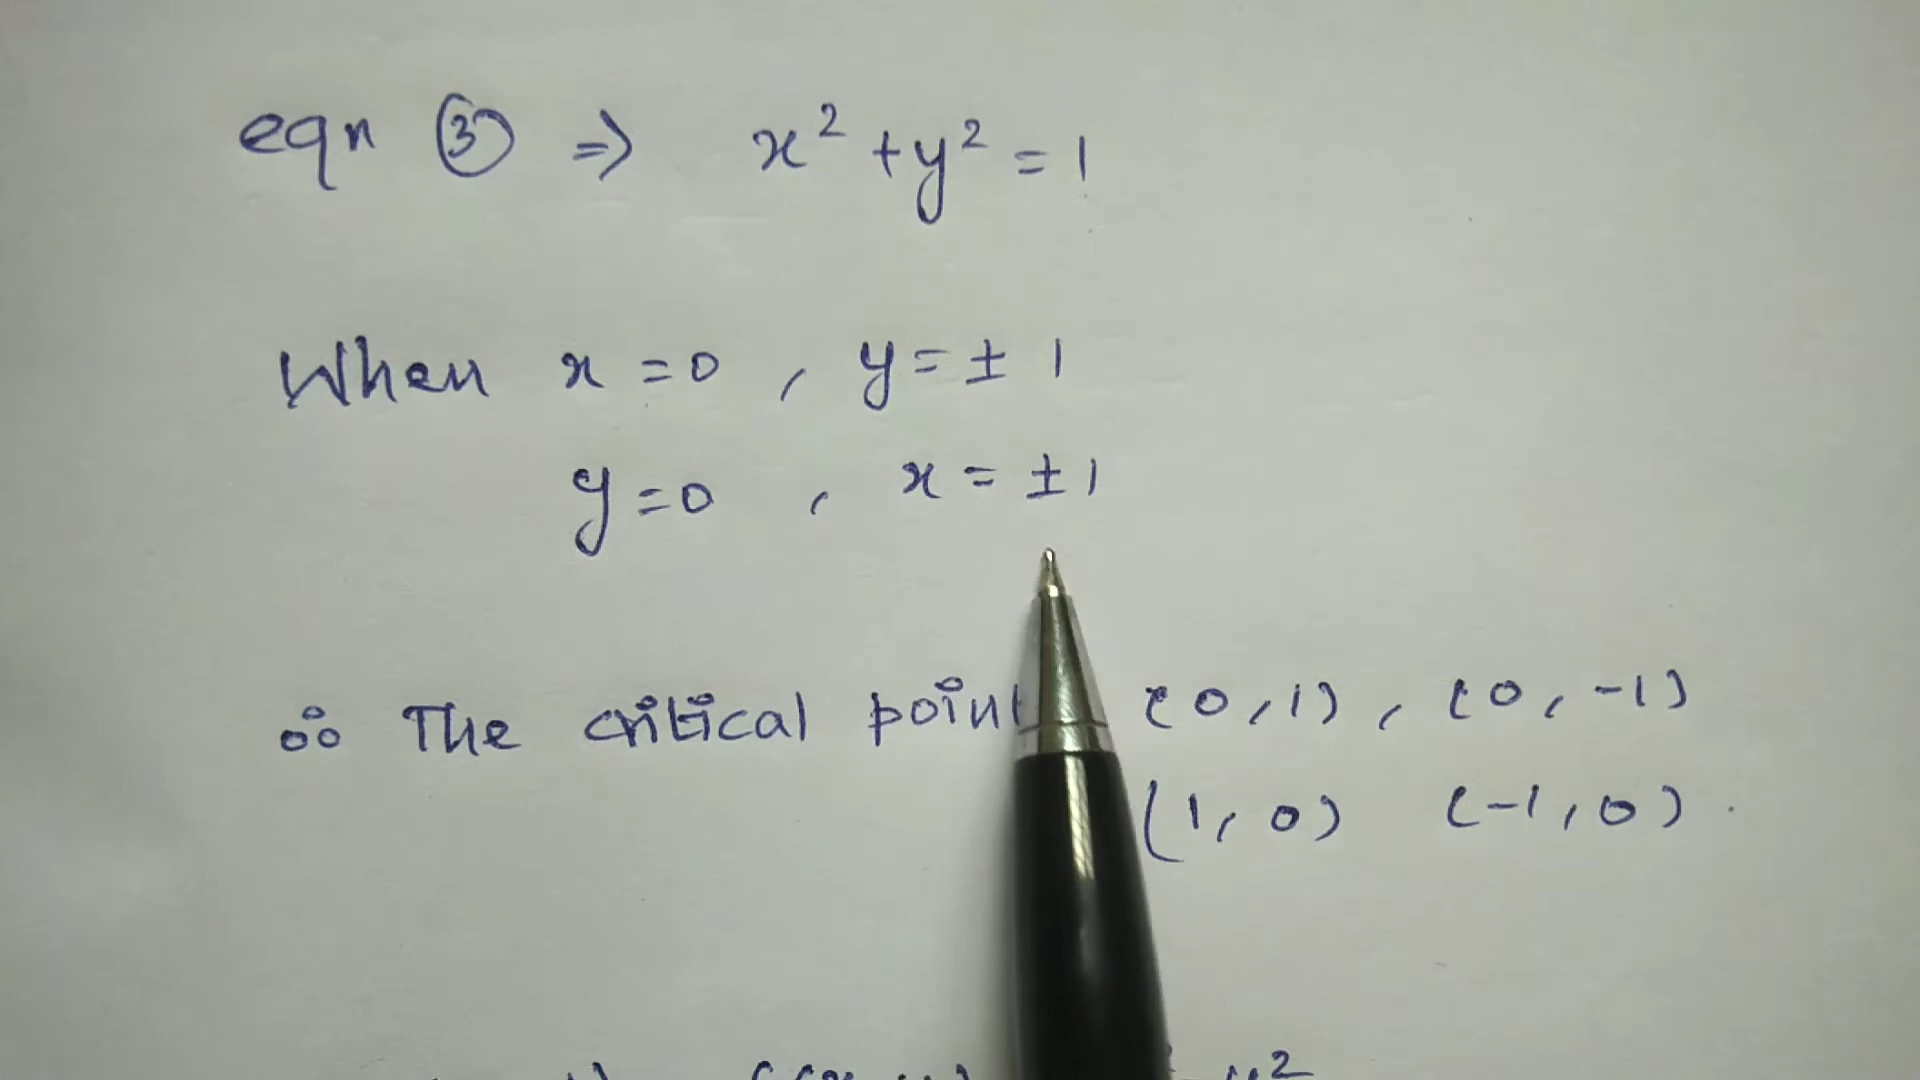 eqn ③ ⇒ x² + y² = 1
When x = 0 , y = ± 1
y = 0 , x = ± 1
∴ The critical point (0,1) , (0,-1)
(1,0) (-1,0) .